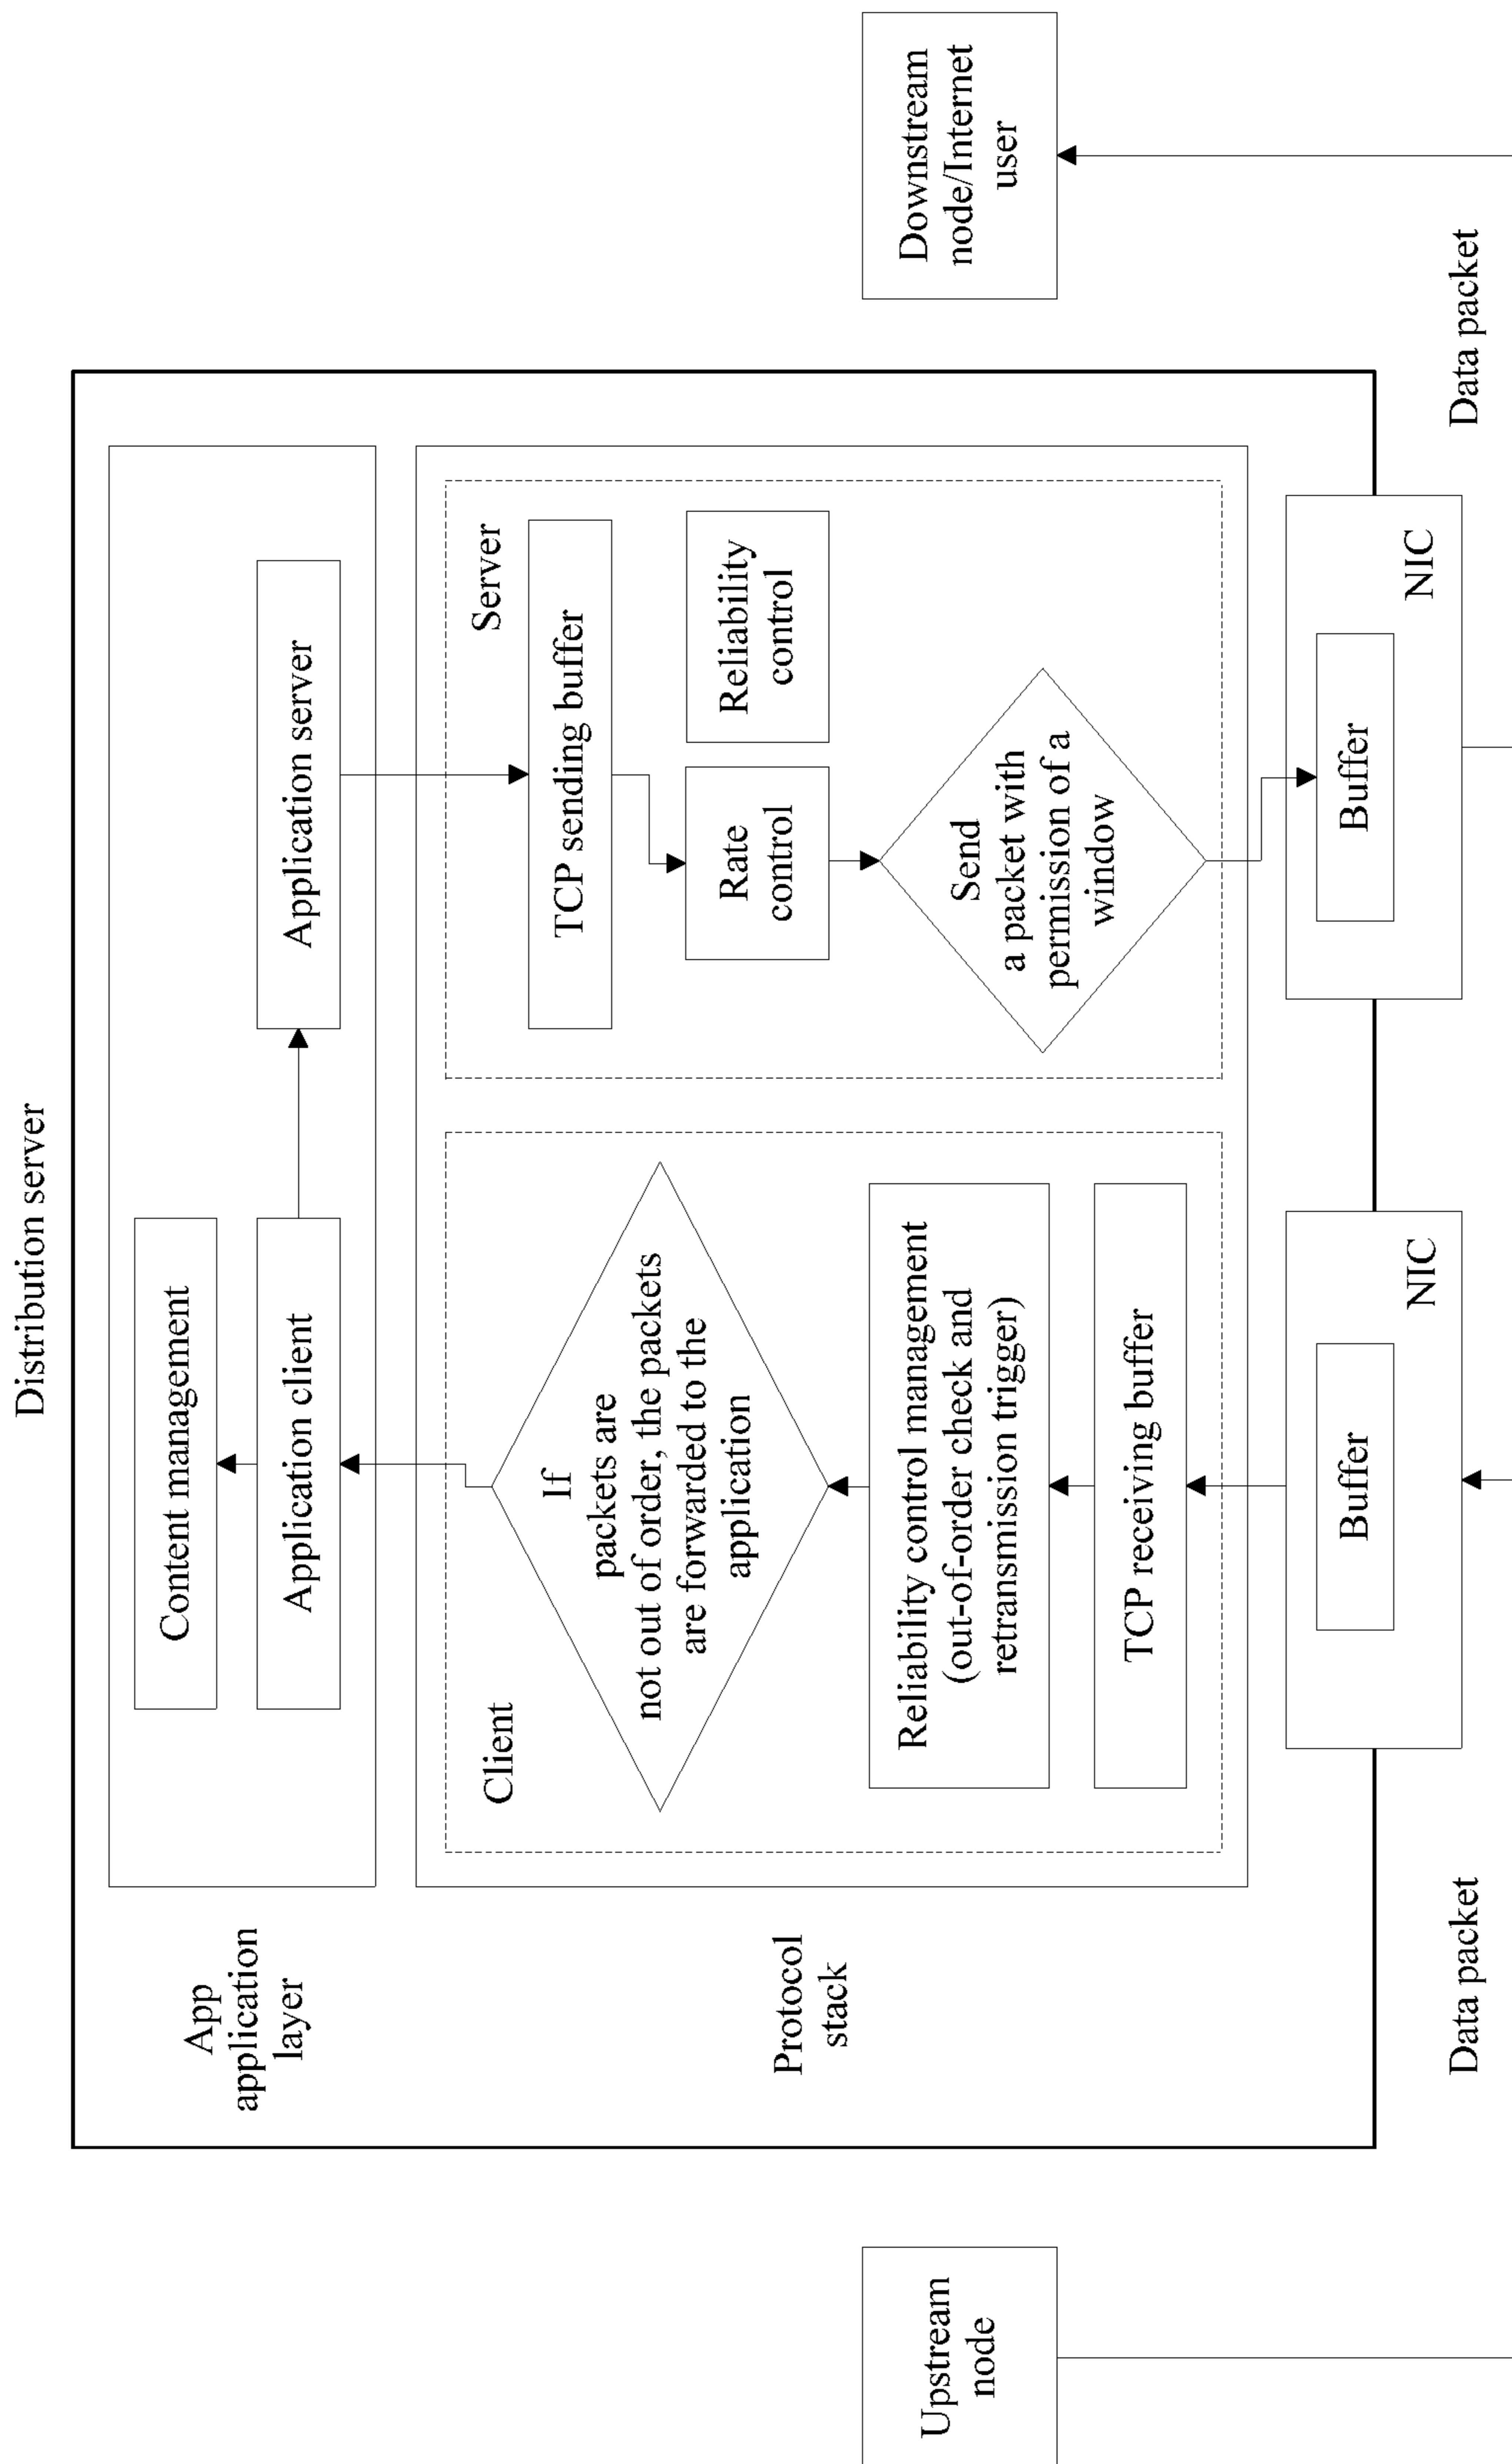 Distribution server
App
application
layer
Content management
Application client
Application server
Protocol
stack
Client
If
packets are
not out of order, the packets
are forwarded to the
application
Reliability control management
(out-of-order check and
retransmission trigger)
TCP receiving buffer
Server
TCP sending buffer
Rate
control
Reliability
control
Send
a packet with
permission of a
window
Upstream
node
Downstream
node/Internet
user
Buffer
NIC
Buffer
NIC
Data packet
Data packet